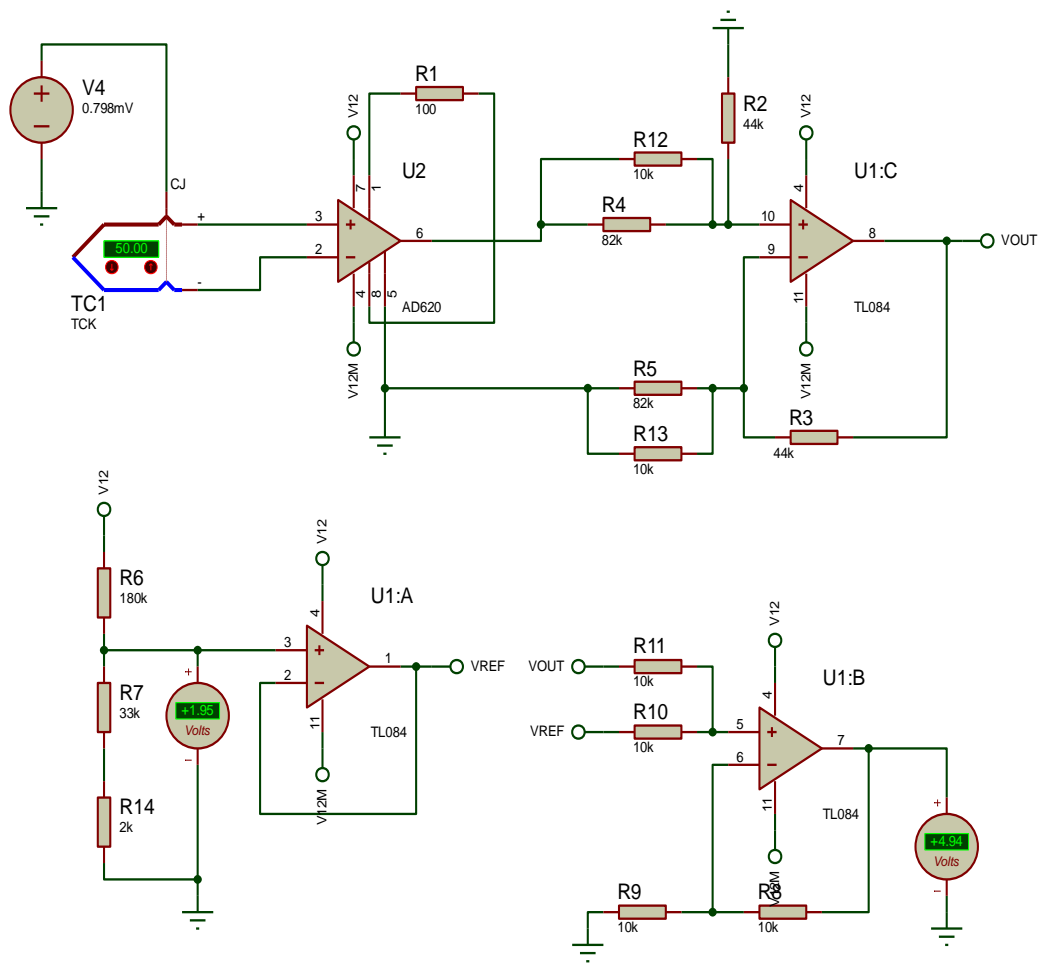 V4
0.798mV
CJ
+
-
50.00
TC1
TCK
R1
100
V12
7
1
U2
3
2
6
4
8
5
AD620
V12M
R12
10k
R4
82k
R2
44k
V12
U1:C
4
10
9
8
11
TL084
V12M
VOUT
R5
82k
R13
10k
R3
44k
V12
R6
180k
R7
33k
R14
2k
+
+1.95
Volts
V12
U1:A
4
3
2
1
11
TL084
V12M
VREF
VOUT
R11
10k
VREF
R10
10k
V12
U1:B
4
5
6
7
11
TL084
V12M
R9
10k
R8
10k
+
+4.94
Volts